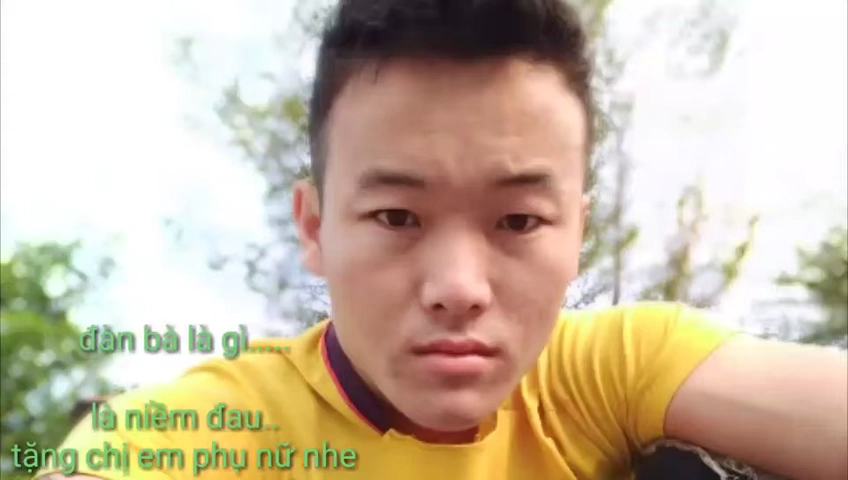 đàn bà là gì.....
là niềm đau..
tặng chị em phụ nữ nhe